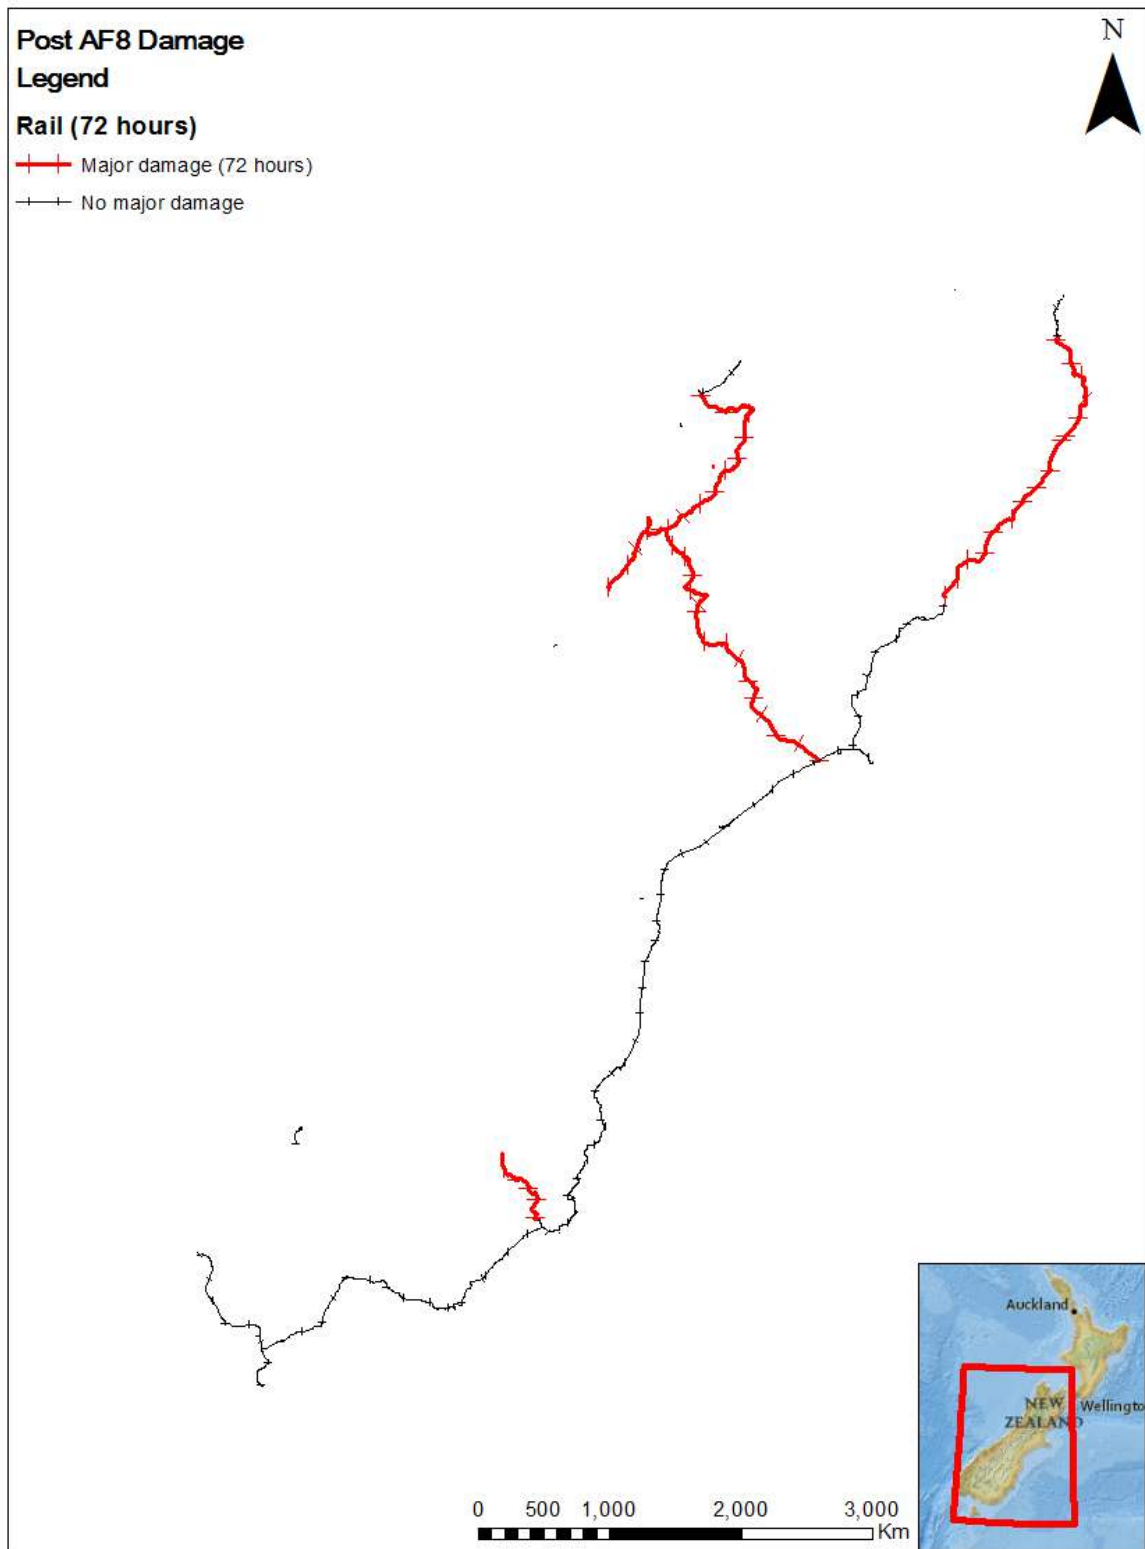 Post AF8 Damage
Legend
Rail (72 hours)
Major damage (72 hours)
No major damage
N
Auckland
NEW
ZEALAND
Wellington
0 500 1,000 2,000 3,000
Km